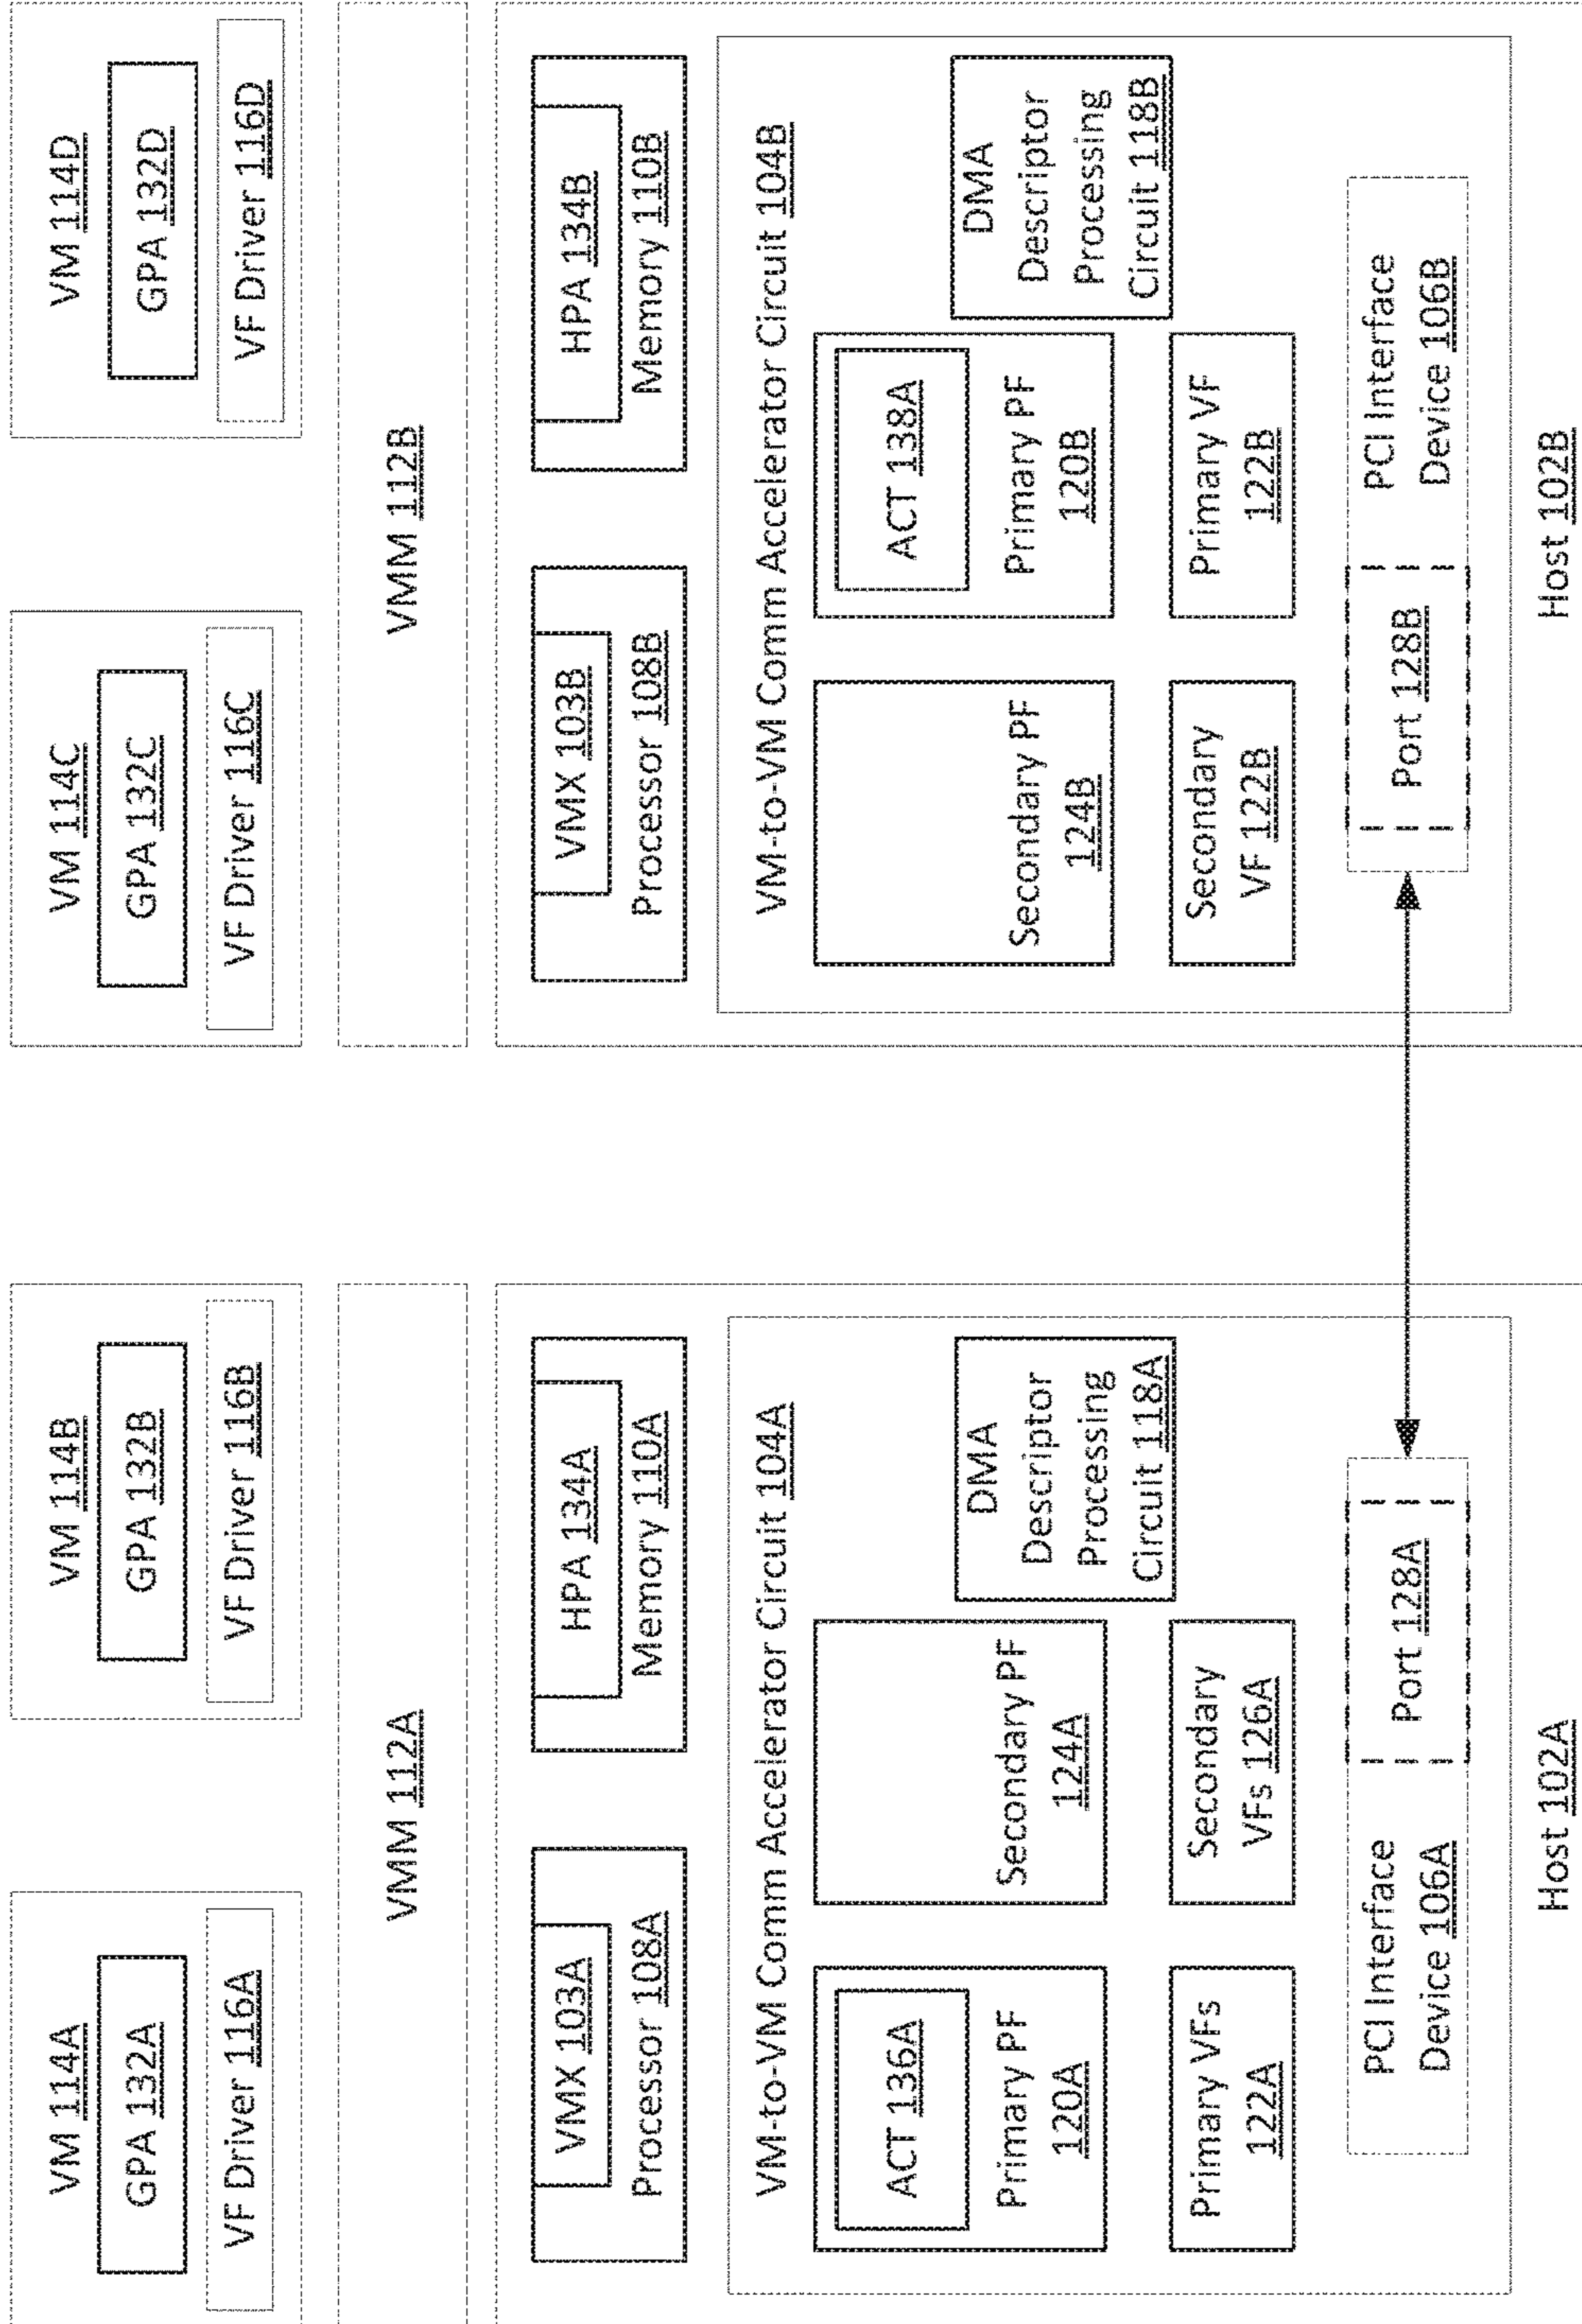 VM 114A
GPA 132A
VF Driver 116A
VM 114B
GPA 132B
VF Driver 116B
VMM 112A
VMX 103A
Processor 108A
HPA 134A
Memory 110A
VM-to-VM Comm Accelerator Circuit 104A
ACT 136A
Primary PF
120A
Secondary PF
124A
DMA
Descriptor
Processing
Circuit 118A
Primary VFs
122A
Secondary
VFs 126A
PCI Interface
Device 106A
Port 128A
Host 102A
VM 114C
GPA 132C
VF Driver 116C
VM 114D
GPA 132D
VF Driver 116D
VMM 112B
VMX 103B
Processor 108B
HPA 134B
Memory 110B
VM-to-VM Comm Accelerator Circuit 104B
Secondary PF
124B
ACT 138A
Primary PF
120B
DMA
Descriptor
Processing
Circuit 118B
Secondary
VF 122B
Primary VF
122B
Port 128B
PCI Interface
Device 106B
Host 102B